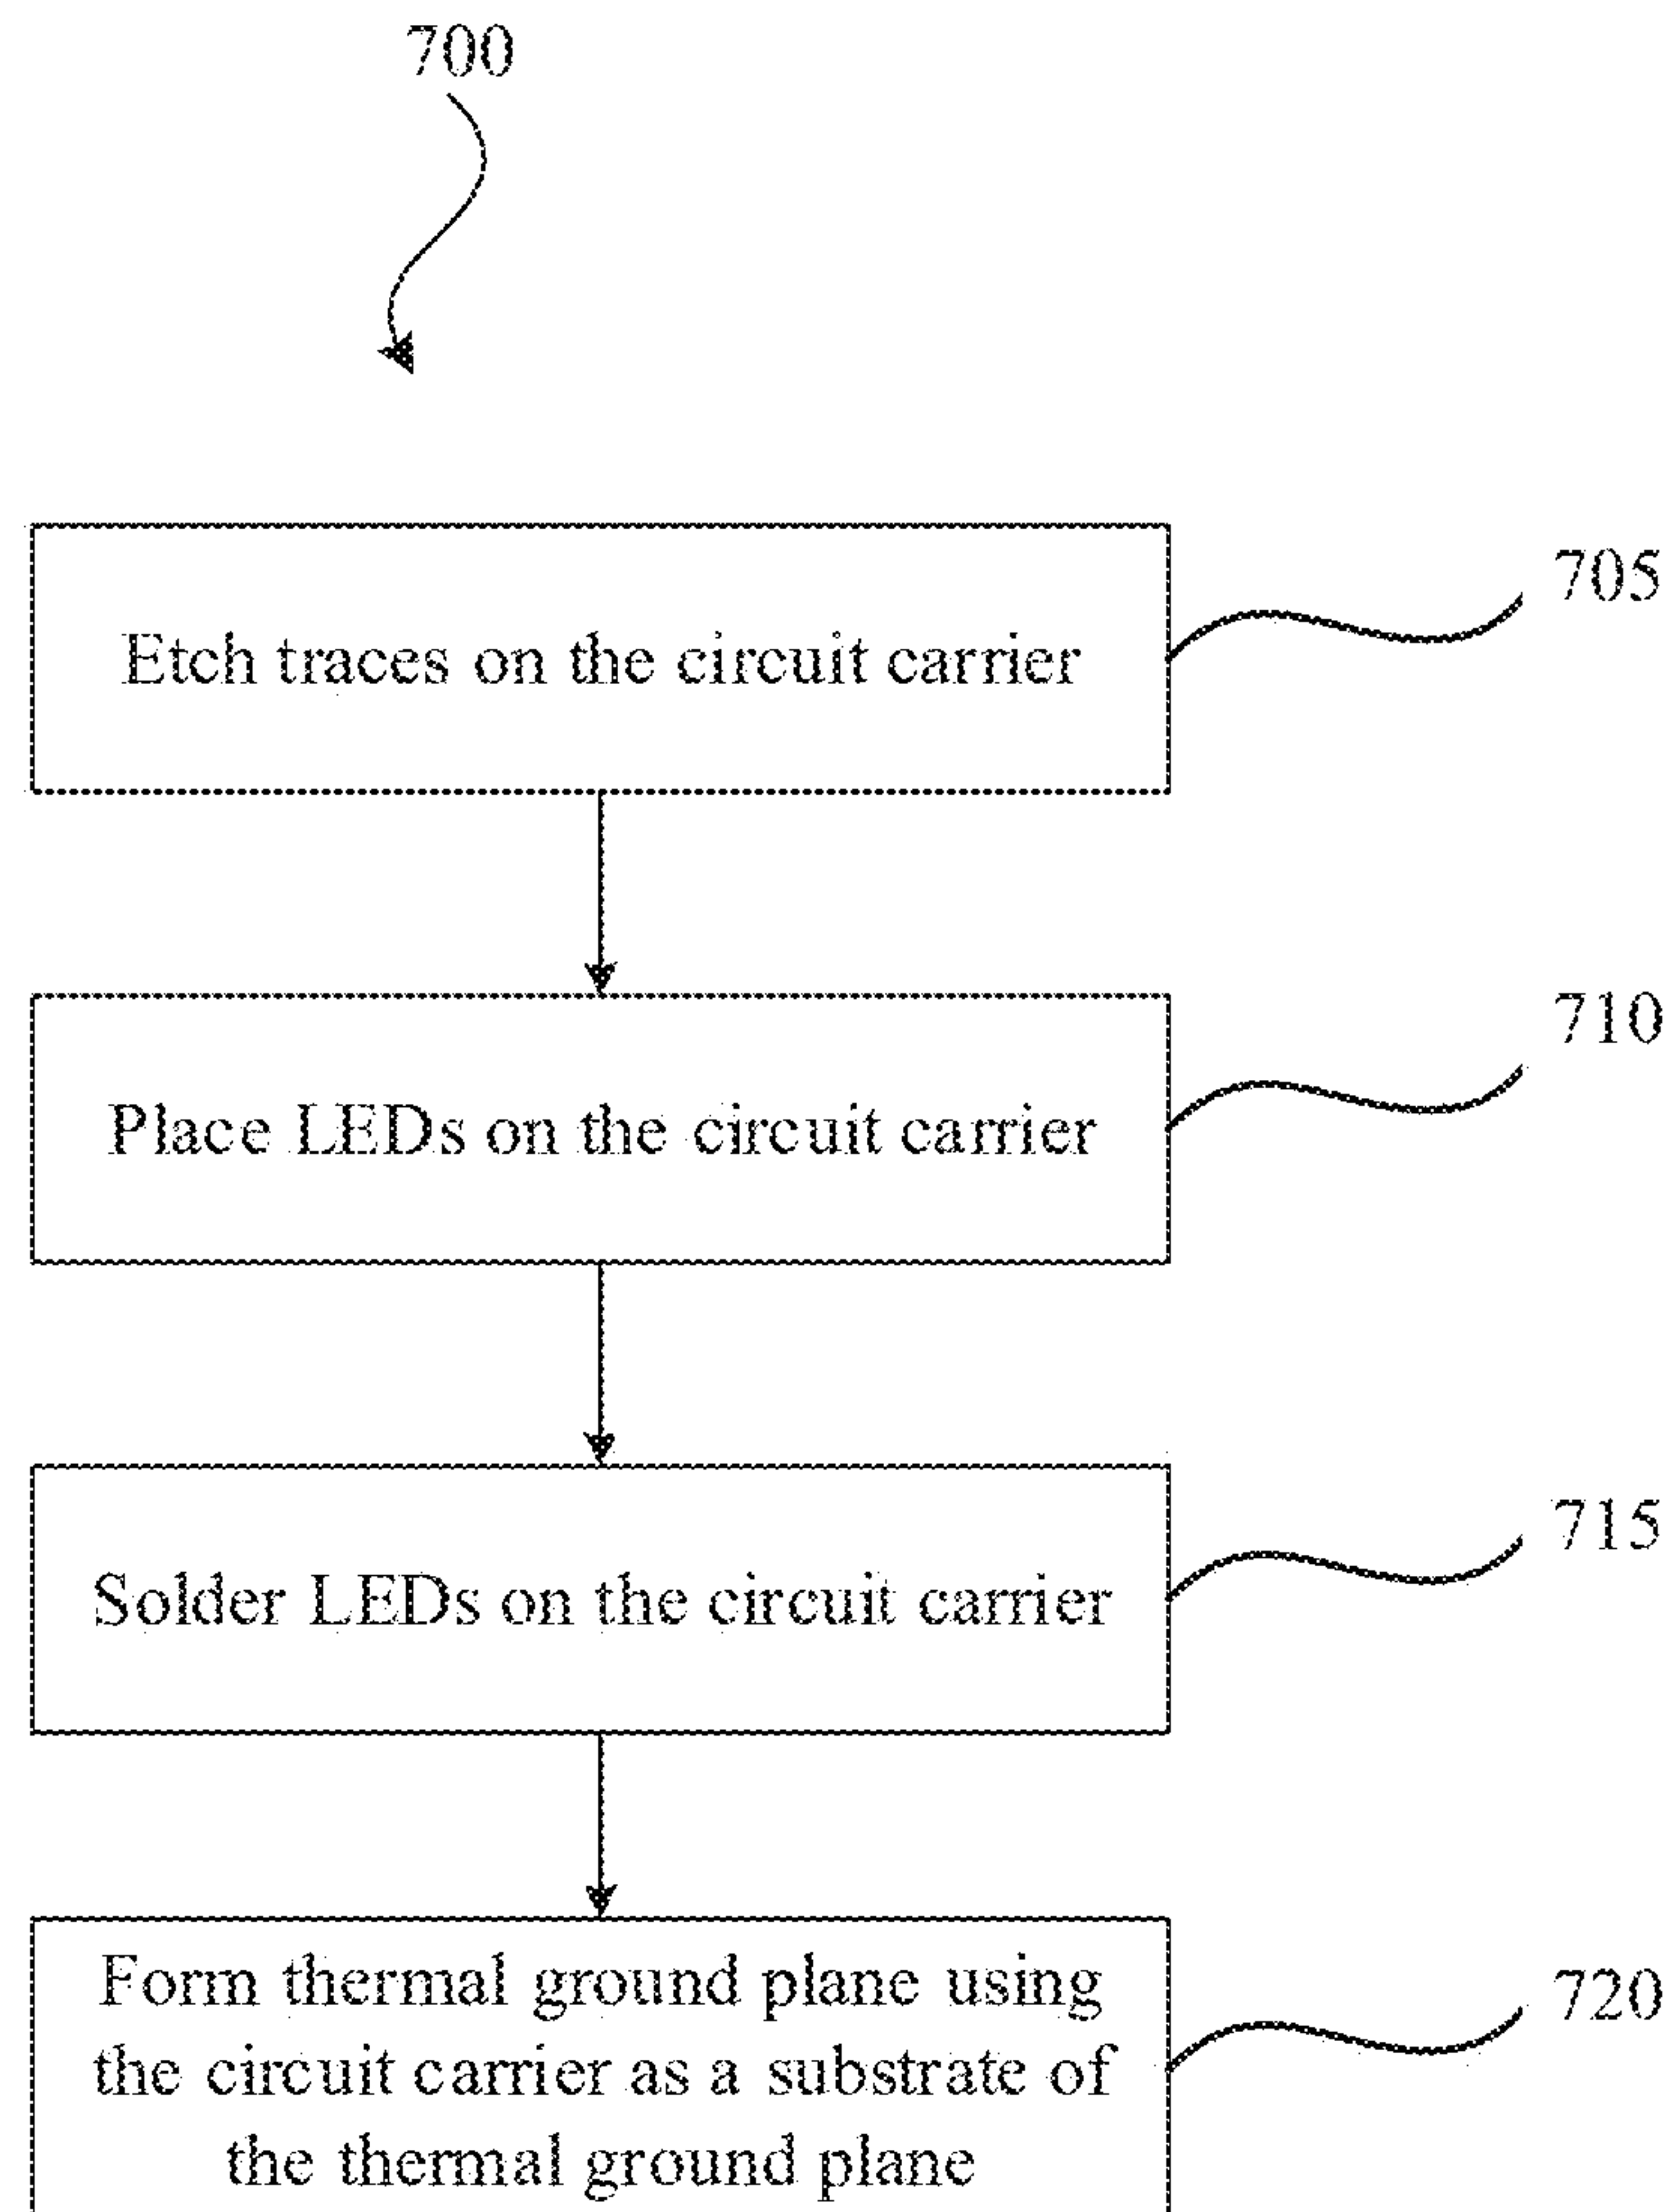 700
Etch traces on the circuit carrier
705
Place LEDs on the circuit carrier
710
Solder LEDs on the circuit carrier
715
Form thermal ground plane using
the circuit carrier as a substrate of
the thermal ground plane
720